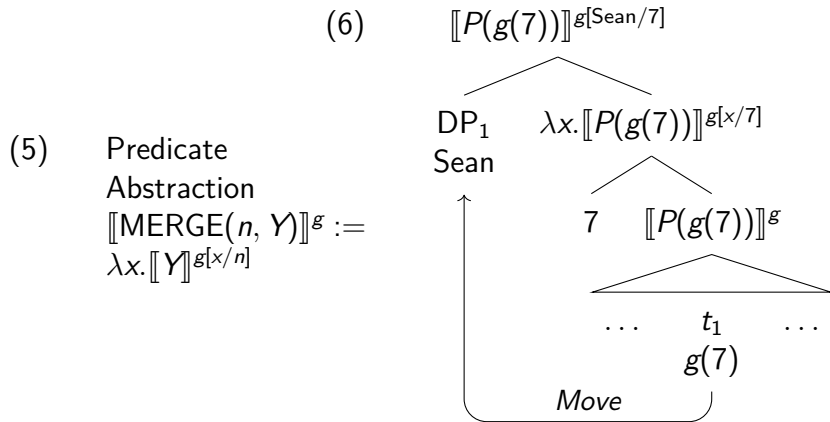 (6) ⟦P(g(7))⟧^{g[Sean/7]}
DP₁ λx.⟦P(g(7))⟧^{g[x/7]}
Sean
(5) Predicate
Abstraction
⟦MERGE(n, Y)⟧^g :=
λx.⟦Y⟧^{g[x/n]}
7 ⟦P(g(7))⟧^g
... t₁ ...
g(7)
Move